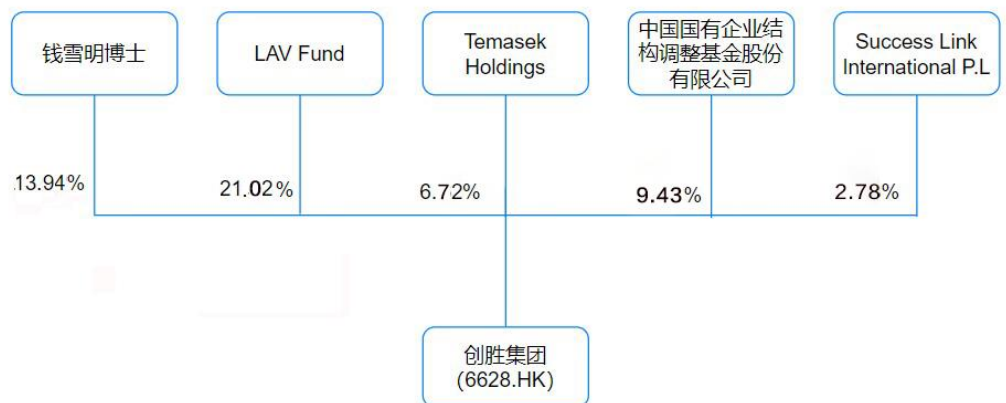 钱雪明博士
LAV Fund
Temasek
Holdings
中国国有企业结
构调整基金股份
有限公司
Success Link
International P.L
13.94%
21.02%
6.72%
9.43%
2.78%
创胜集团
(6628.HK)